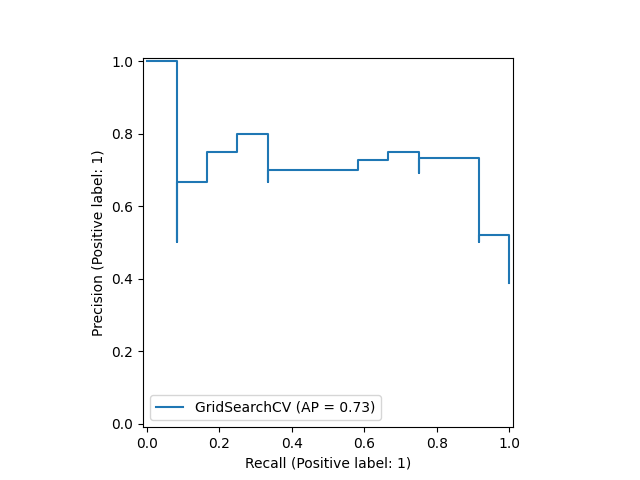 1.0
0.8
0.6
0.4
0.2
0.0
Precision (Positive label: 1)
GridSearchCV (AP = 0.73)
0.0 0.2 0.4 0.6 0.8 1.0
Recall (Positive label: 1)